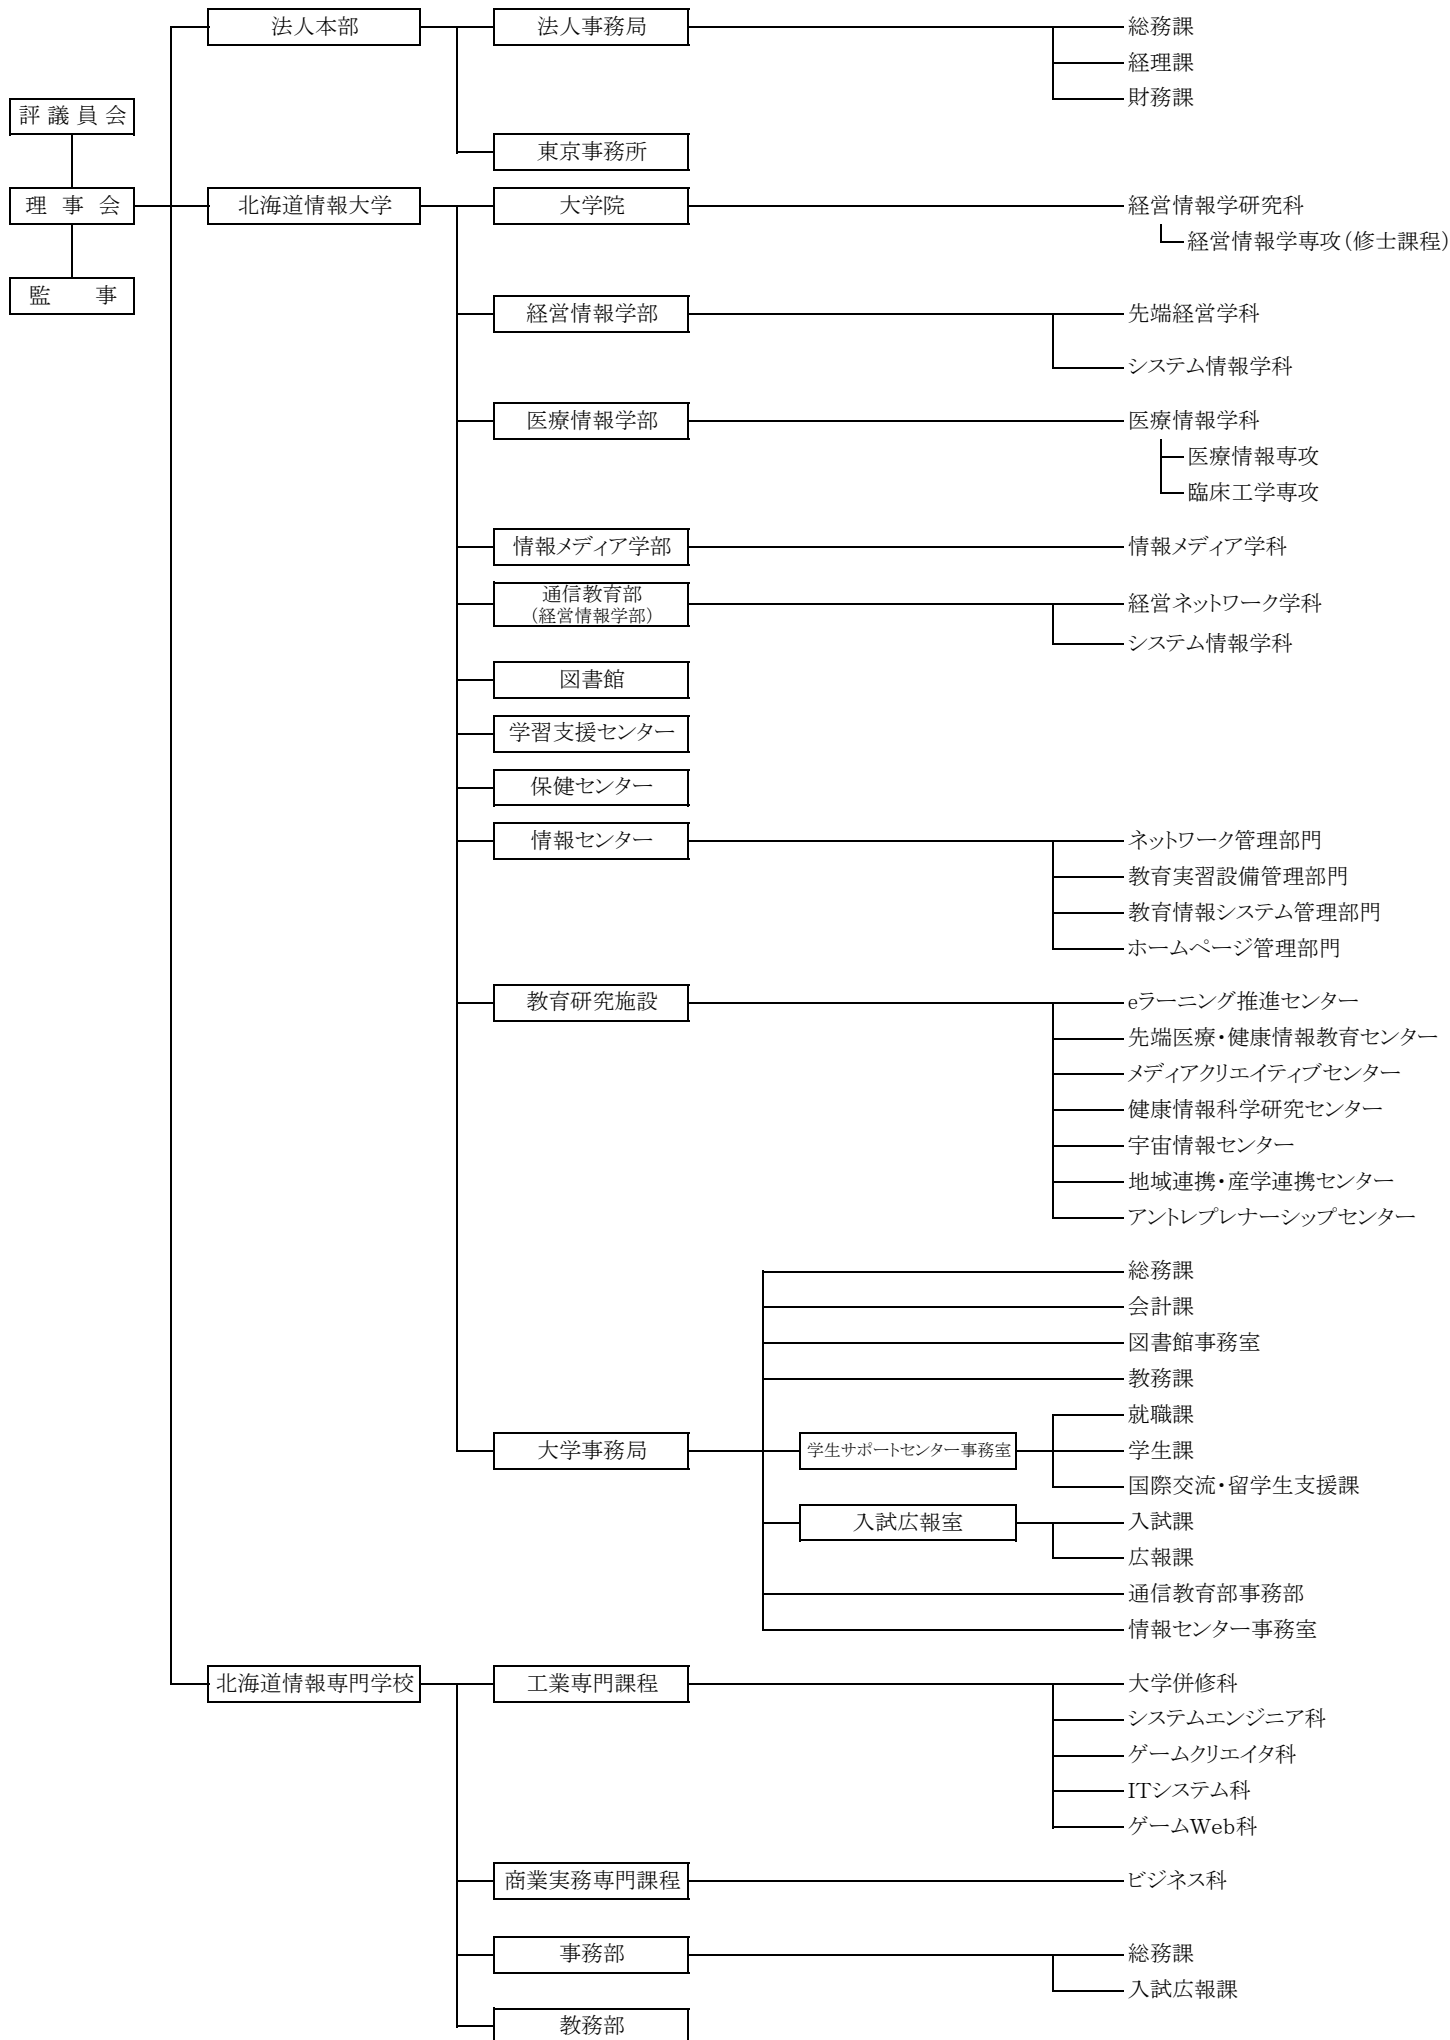 法人本部
法人事務局
総務課
経理課
財務課
評議員会
東京事務所
理事会
北海道情報大学
大学院
経営情報学研究科
経営情報学専攻(修士課程)
監 事
経営情報学部
先端経営学科
システム情報学科
医療情報学部
医療情報学科
医療情報専攻
臨床工学専攻
情報メディア学部
情報メディア学科
通信教育部
(経営情報学部)
経営ネットワーク学科
システム情報学科
図書館
学習支援センター
保健センター
情報センター
ネットワーク管理部門
教育実習設備管理部門
教育情報システム管理部門
ホームページ管理部門
教育研究施設
eラーニング推進センター
先端医療・健康情報教育センター
メディアクリエイティブセンター
健康情報科学研究センター
宇宙情報センター
地域連携・産学連携センター
アントレプレナーシップセンター
総務課
会計課
図書館事務室
教務課
就職課
大学事務局
学生サポートセンター事務室
学生課
国際交流・留学生支援課
入試広報室
入試課
広報課
通信教育部事務部
情報センター事務室
北海道情報専門学校
工業専門課程
大学併修科
システムエンジニア科
ゲームクリエイタ科
ITシステム科
ゲームWeb科
商業実務専門課程
ビジネス科
事務部
総務課
入試広報課
教務部